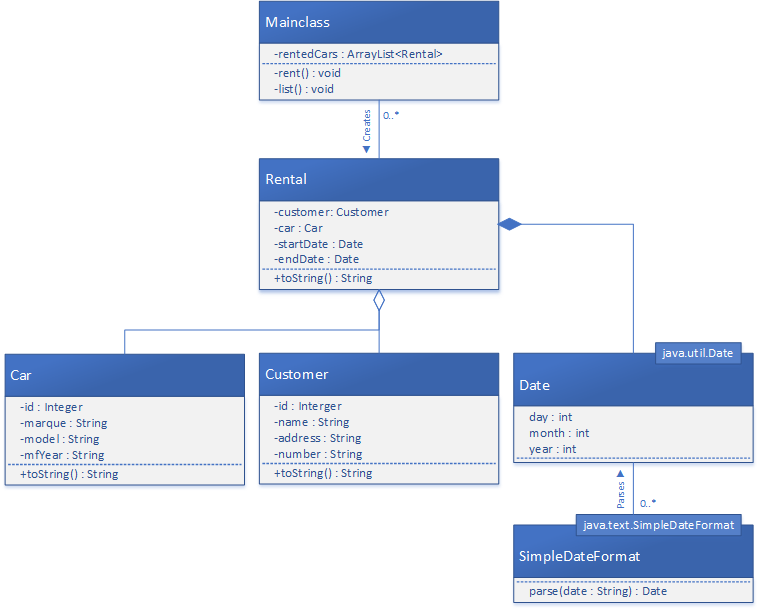 Mainclass
-rentedCars : ArrayList<Rental>
-rent() : void
-list() : void
Creates
0..*
Rental
-customer: Customer
-car : Car
-startDate : Date
-endDate : Date
+toString() : String
Car
-id : Integer
-marque : String
-model : String
-mfYear : String
+toString() : String
Customer
-id : Interger
-name : String
-address : String
-number : String
+toString() : String
java.util.Date
Date
day : int
month : int
year : int
Parses
0..*
java.text.SimpleDateFormat
SimpleDateFormat
parse(date : String) : Date